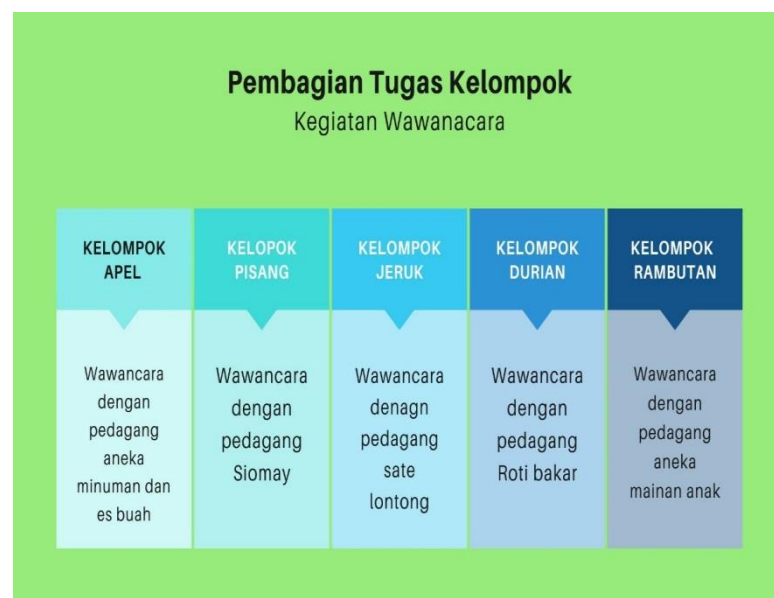 Pembagian Tugas Kelompok
Kegiatan Wawanacara
KELOMPOK
APEL
Wawancara
dengan
pedagang
aneka
minuman dan
es buah
KELOPOK
PISANG
Wawancara
dengan
pedagang
Siomay
KELOMPOK
JERUK
Wawancara
denagn
pedagang
sate
lontong
KELOMPOK
DURIAN
Wawancara
dengan
pedagang
Roti bakar
KELOMPOK
RAMBUTAN
Wawancara
dengan
pedagang
aneka
mainan anak